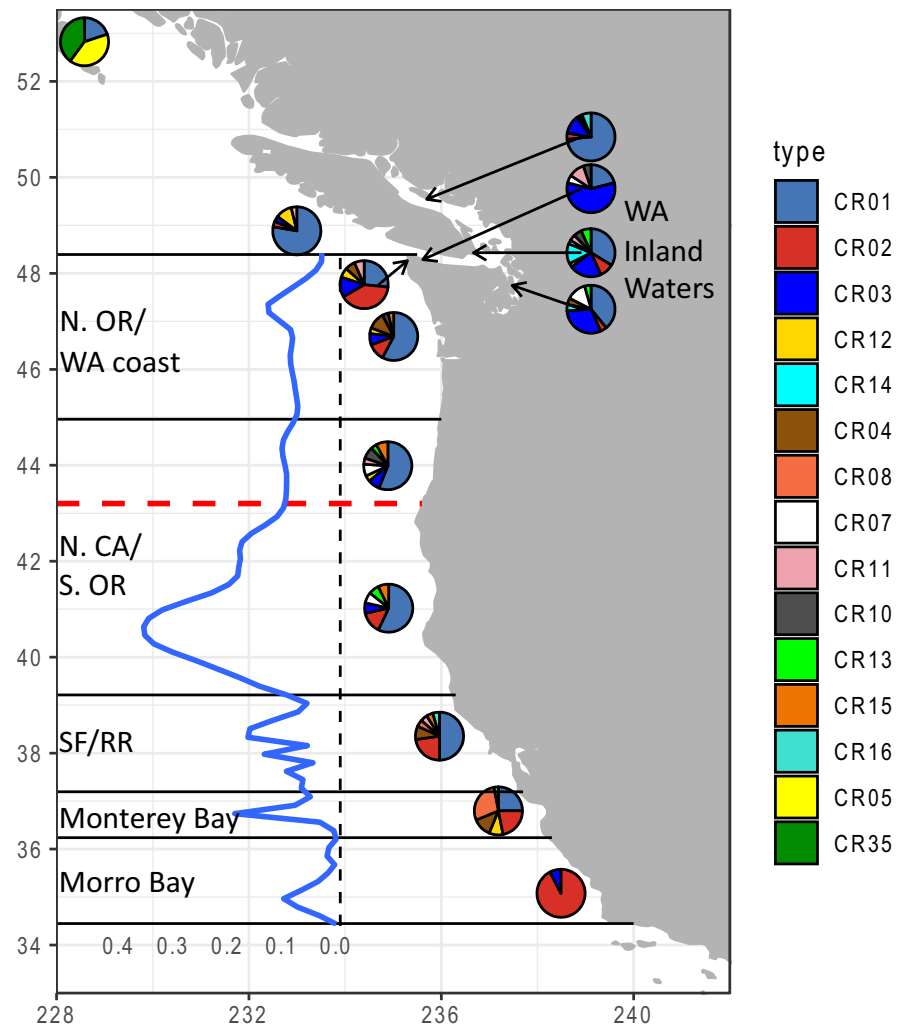 52
50
48
46
44
42
40
38
36
34
228
232
236
240
0.4 0.3 0.2 0.1 0.0
N. OR/
WA coast
N. CA/
S. OR
SF/RR
Monterey Bay
Morro Bay
WA
Inland
Waters
type
CR01
CR02
CR03
CR12
CR14
CR04
CR08
CR07
CR11
CR10
CR13
CR15
CR16
CR05
CR35